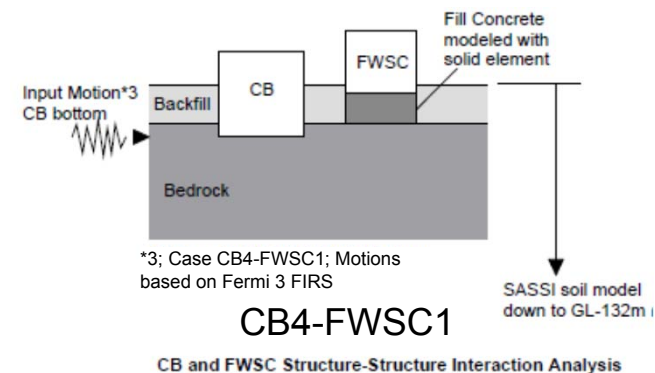 Fill Concrete
modeled with
solid element
FWSC
CB
Input Motion*3
CB bottom
Backfill
Bedrock
*3; Case CB4-FWSC1; Motions
based on Fermi 3 FIRS
SASSI soil model
down to GL-132m
CB4-FWSC1
CB and FWSC Structure-Structure Interaction Analysis